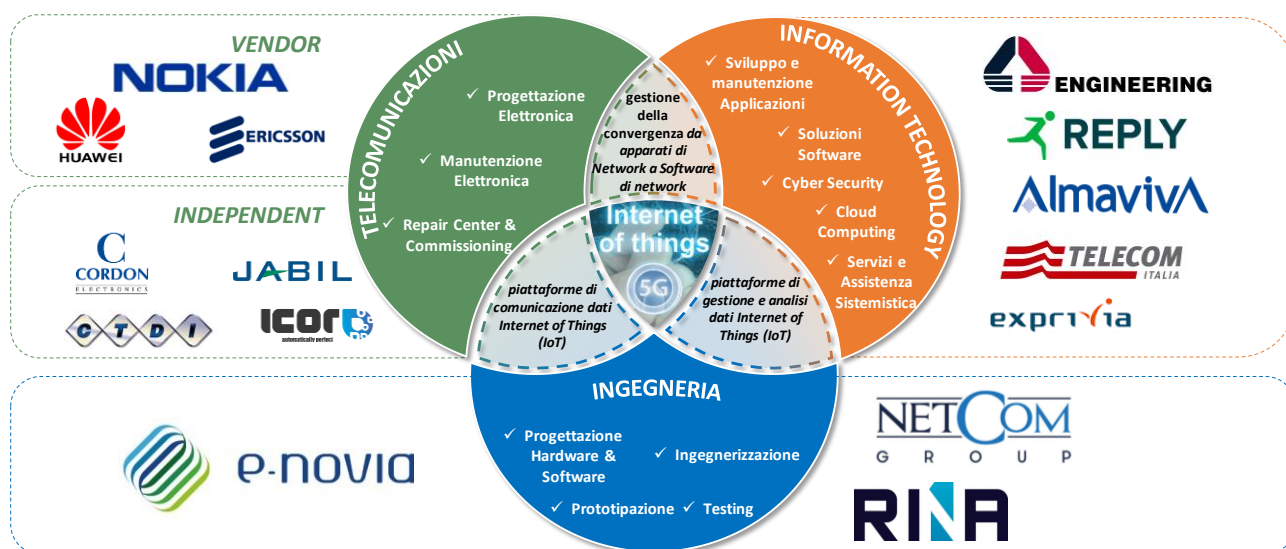 VENDOR
NOKIA
HUAWEI
ERICSSON
INDEPENDENT
C
CORDON
ELECTRONICS
JABIL
CTDI
ICOR
automatically perfect
TELECOMUNICAZIONI
✓ Progettazione
Elettronica
✓ Manutenzione
Elettronica
✓ Repair Center &
Commissioning
gestione
della
convergenza da
apparati di
Network a Software
di network
INFORMATION TECHNOLOGY
✓ Sviluppo e
manutenzione
Applicazioni
✓ Soluzioni
Software
✓ Cyber Security
✓ Cloud
Computing
✓ Servizi e
Assistenza
Sistemistica
Internet
of things
5G
piattaforme di
comunicazione dati
Internet of Things
(IoT)
piattaforme di
gestione e analisi
dati Internet of
Things (IoT)
INGEGNERIA
✓ Progettazione
Hardware &
Software
✓ Ingegnerizzazione
✓ Prototipazione ✓ Testing
ENGINEERING
REPLY
AlmavivA
TELECOM
ITALIA
exprivia
e-novia
NETCOM
GROUP
RINA